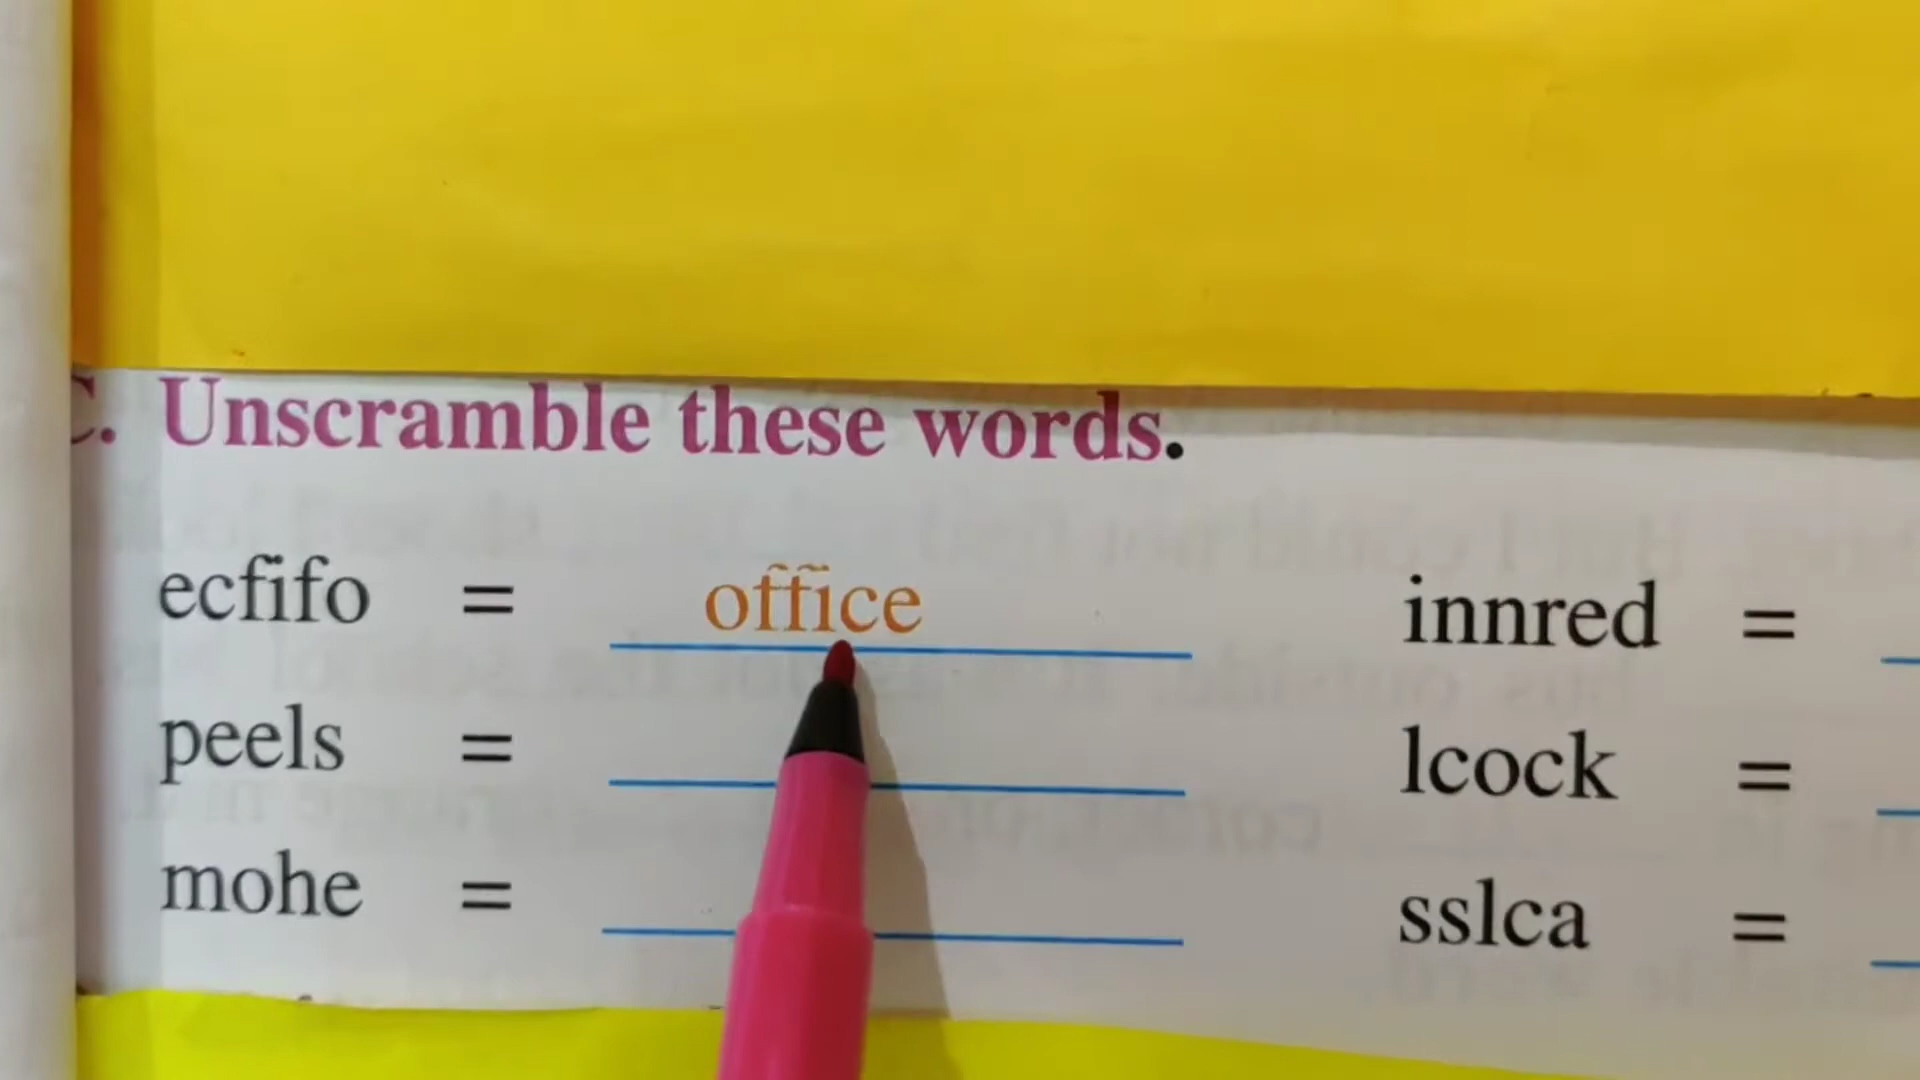 C. Unscramble these words.
ecfifo = office innred =
peels = lcock =
mohe = sslca =